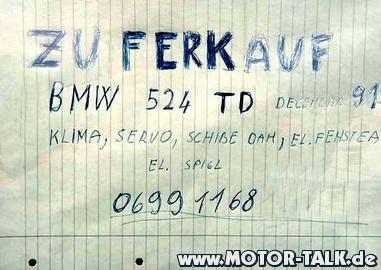 ZU FERKAUF
BMW 524 TD DECEMBAR 91
KLIMA, SERVO, SCHIBE DAH, EL. FENSTEA
EL. SPIGL
0699 1168
www.MOTOR-TALK.de